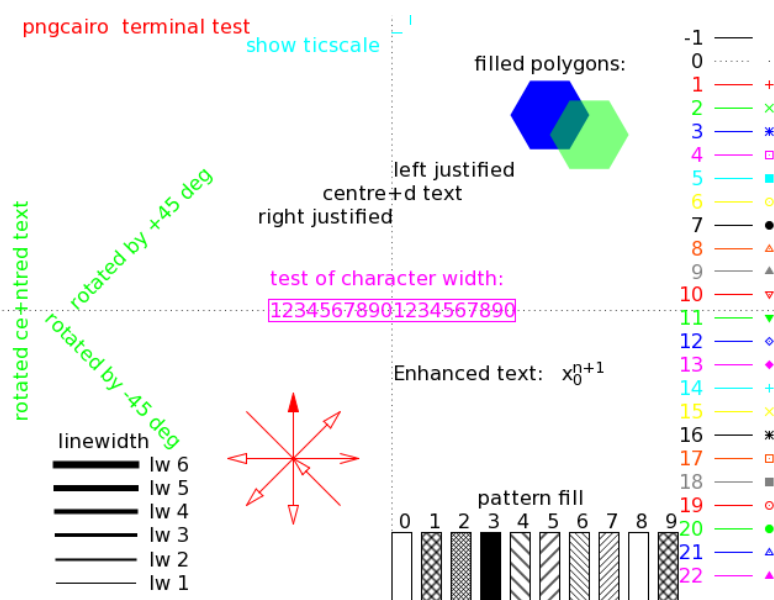 pngcairo  terminal test
show ticscale
filled polygons:
left justified
centre+d text
right justified
rotated by +45 deg
rotated ce+ntred text
rotated by -45 deg
test of character width:
12345678901234567890
Enhanced text:   x₀ⁿ⁺¹
linewidth
lw 6
lw 5
lw 4
lw 3
lw 2
lw 1
pattern fill
0 1 2 3 4 5 6 7 8 9
-1
0
1
2
3
4
5
6
7
8
9
10
11
12
13
14
15
16
17
18
19
20
21
22